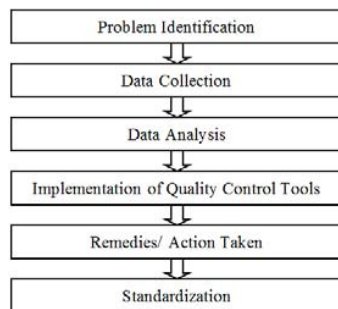 Problem Identification
Data Collection
Data Analysis
Implementation of Quality Control Tools
Remedies/ Action Taken
Standardization